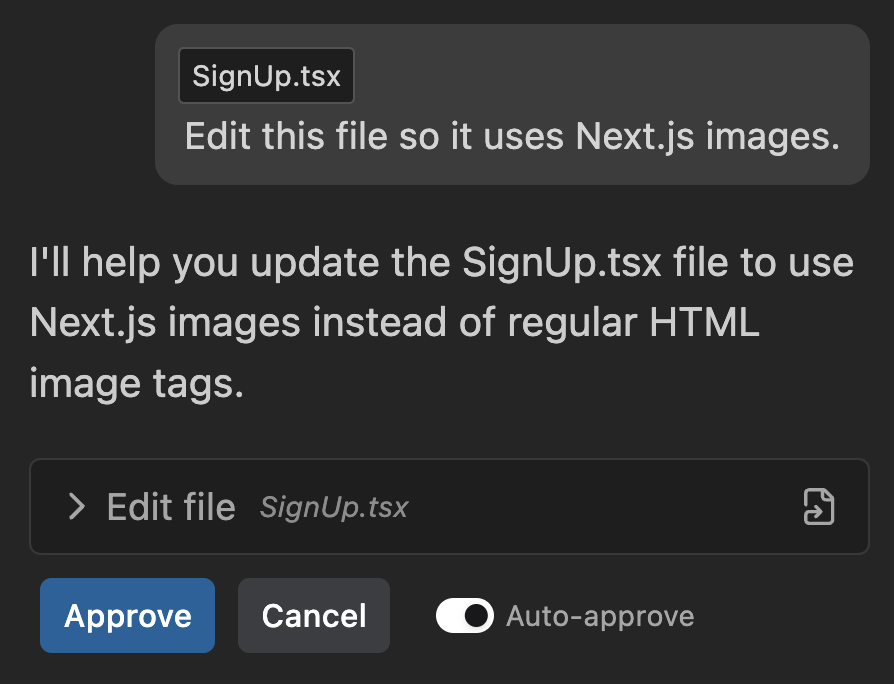 SignUp.tsx
Edit this file so it uses Next.js images.
I'll help you update the SignUp.tsx file to use
Next.js images instead of regular HTML
image tags.
Edit file SignUp.tsx
Approve Cancel Auto-approve